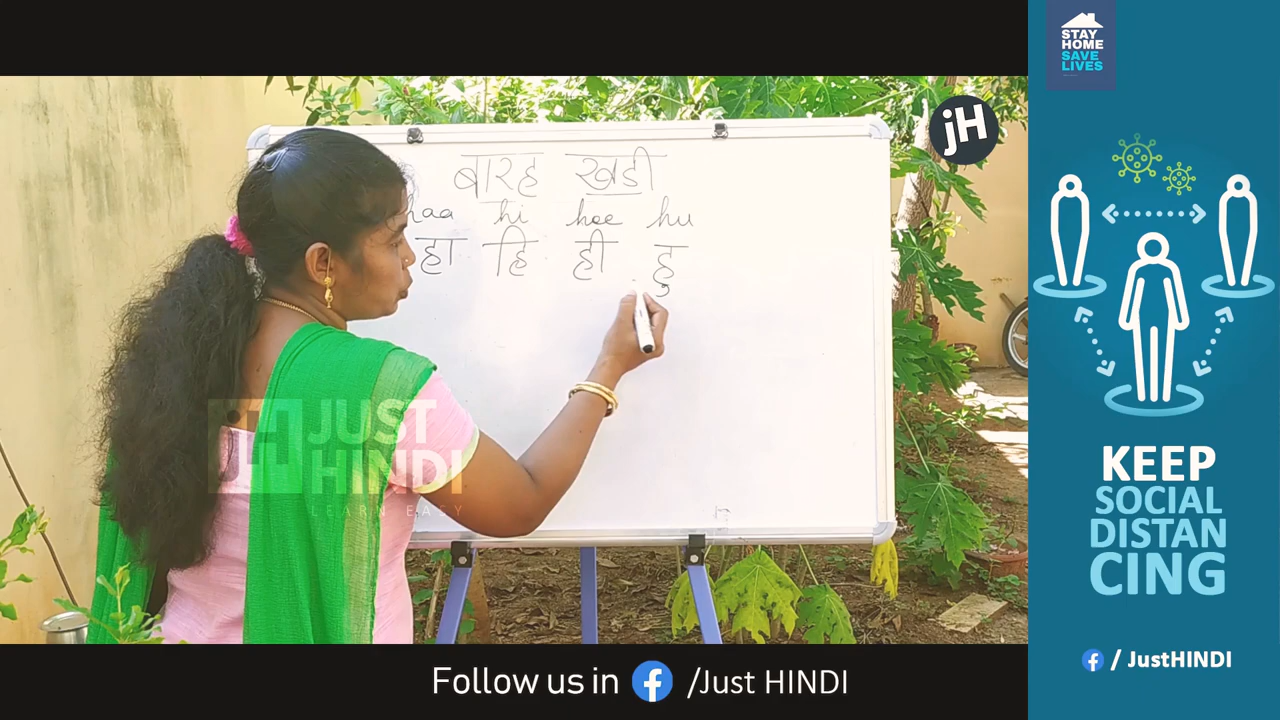 STAY
HOME
SAVE
LIVES
jH
बारह खडी
haa hi hee hu
हा हि ही हु
JUST
HINDI
LEARN EASY
KEEP
SOCIAL
DISTAN
CING
/ JustHINDI
Follow us in /Just HINDI